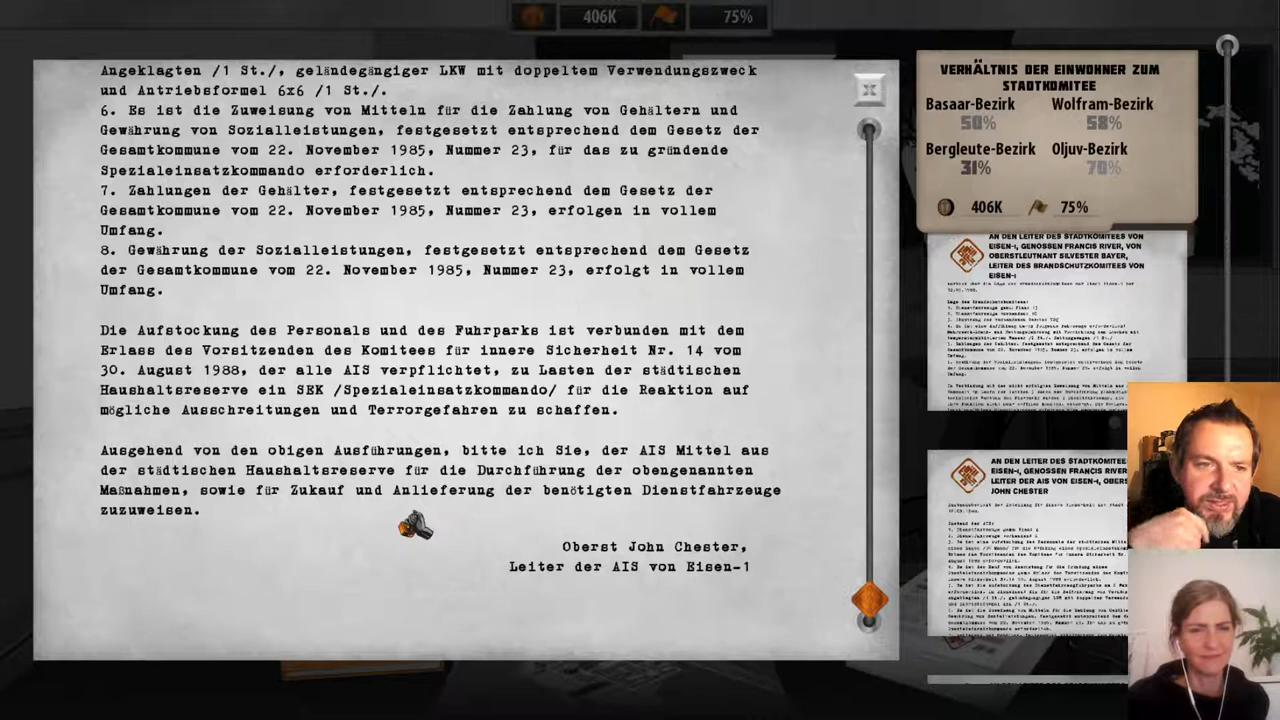 406K
75%
Angeklagten /1 St./, geländegängiger LKW mit doppeltem Verwendungszweck
und Antriebsformel 6x6 /1 St./.
6. Es ist die Zuweisung von Mitteln für die Zahlung von Gehältern und
Gewährung von Sozialleistungen, festgesetzt entsprechend dem Gesetz der
Gesamtkommune vom 22. November 1985, Nummer 23, für das zu gründende
Spezialeinsatzkommando erforderlich.
7. Zahlungen der Gehälter, festgesetzt entsprechend dem Gesetz der
Gesamtkommune vom 22. November 1985, Nummer 23, erfolgen in vollem
Umfang.
8. Gewährung der Sozialleistungen, festgesetzt entsprechend dem Gesetz
der Gesamtkommune vom 22. November 1985, Nummer 23, erfolgt in vollem
Umfang.
Die Aufstockung des Personals und des Fuhrparks ist verbunden mit dem
Erlass des Vorsitzenden des Komitees für innere Sicherheit Nr. 14 vom
30. August 1988, der alle AIS verpflichtet, zu Lasten der städtischen
Haushaltsreserve ein SEK /Spezialeinsatzkommando/ für die Reaktion auf
mögliche Ausschreitungen und Terrorgefahren zu schaffen.
Ausgehend von den obigen Ausführungen, bitte ich Sie, der AIS Mittel aus
der städtischen Haushaltsreserve für die Durchführung der obengenannten
Maßnahmen, sowie für Zukauf und Anlieferung der benötigten Dienstfahrzeuge
zuzuweisen.
Oberst John Chester,
Leiter der AIS von Eisen-1
VERHÄLTNIS DER EINWOHNER ZUM
STADTKOMITEE
Basaar-Bezirk
Wolfram-Bezirk
50%
58%
Bergleute-Bezirk
Oljuv-Bezirk
31%
70%
406K
75%
AN DEN LEITER DES STADTKOMITEES VON
EISEN-1, GENOSSEN FRANCIS RIVER, VON
OBERSTLEUTNANT SILVESTER BAYER,
LEITER DES BRANDSCHUTZKOMITEES VON
EISEN-1
AN DEN LEITER DES STADTKOMITEES
EISEN-1, GENOSSEN FRANCIS RIVER
LEITER DER AIS VON EISEN-1, OBERS
JOHN CHESTER